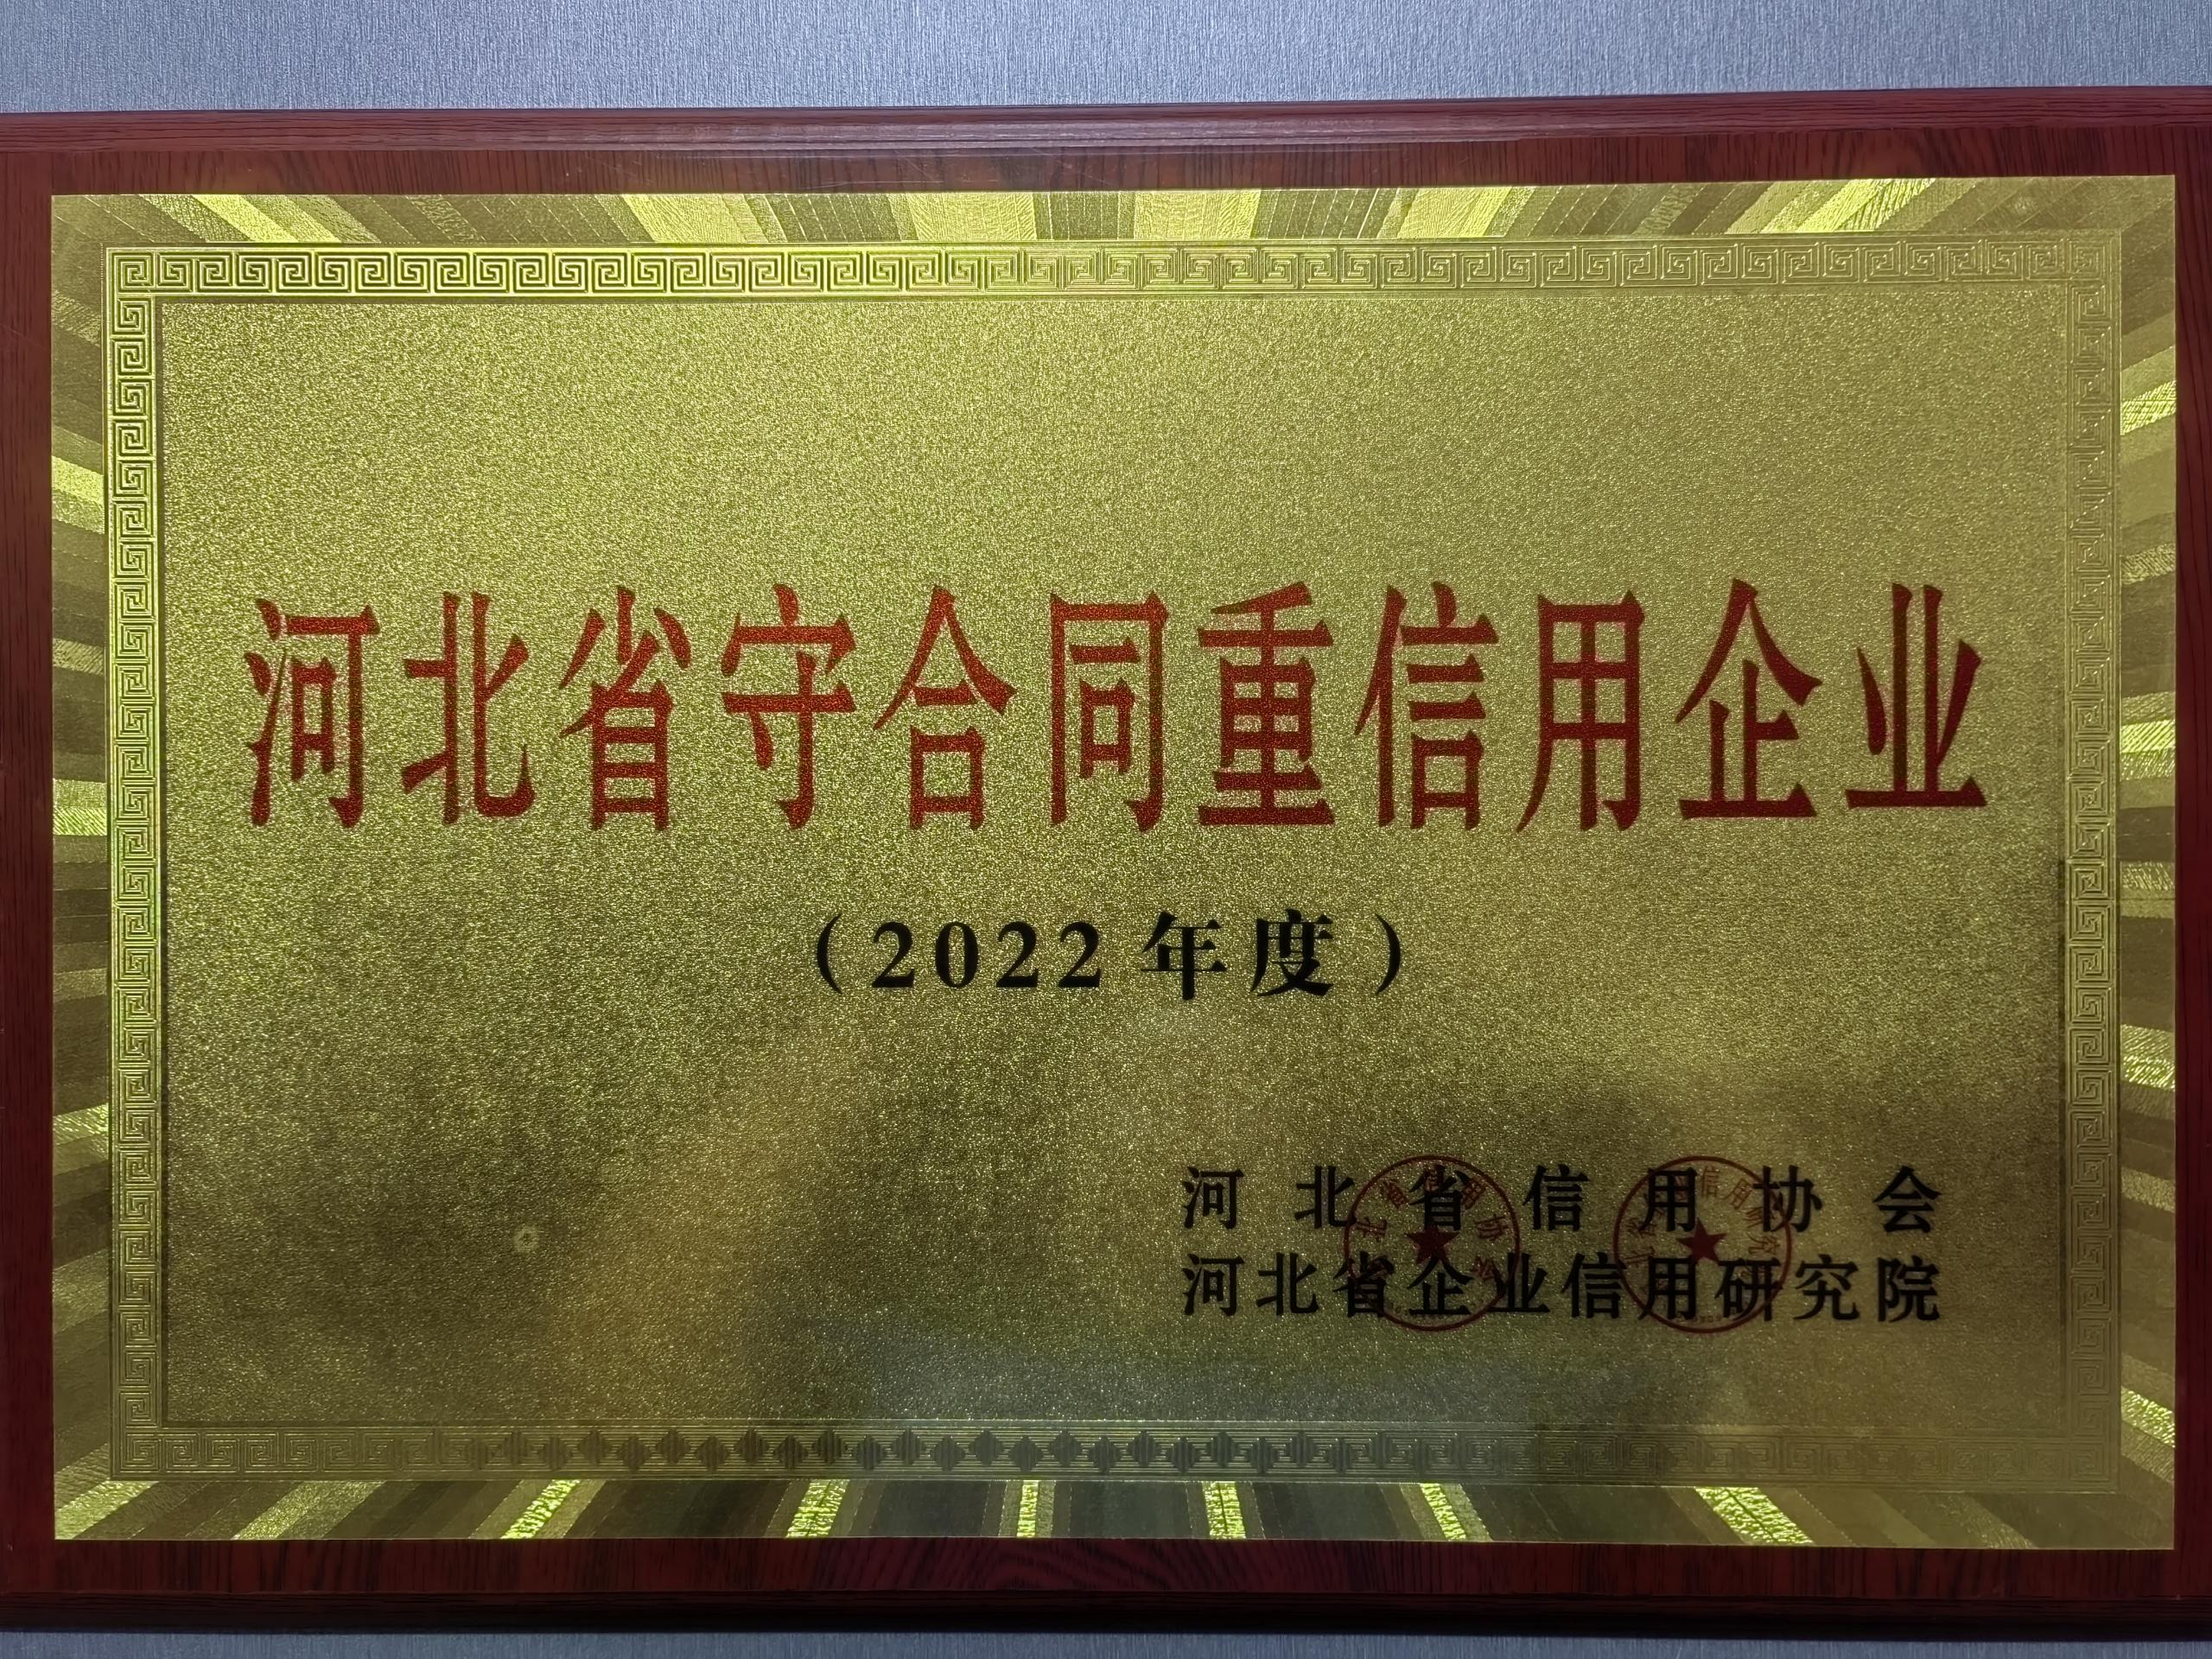 河北省守合同重信用企业
（2022年度）
河北省信用协会
河北省企业信用研究院